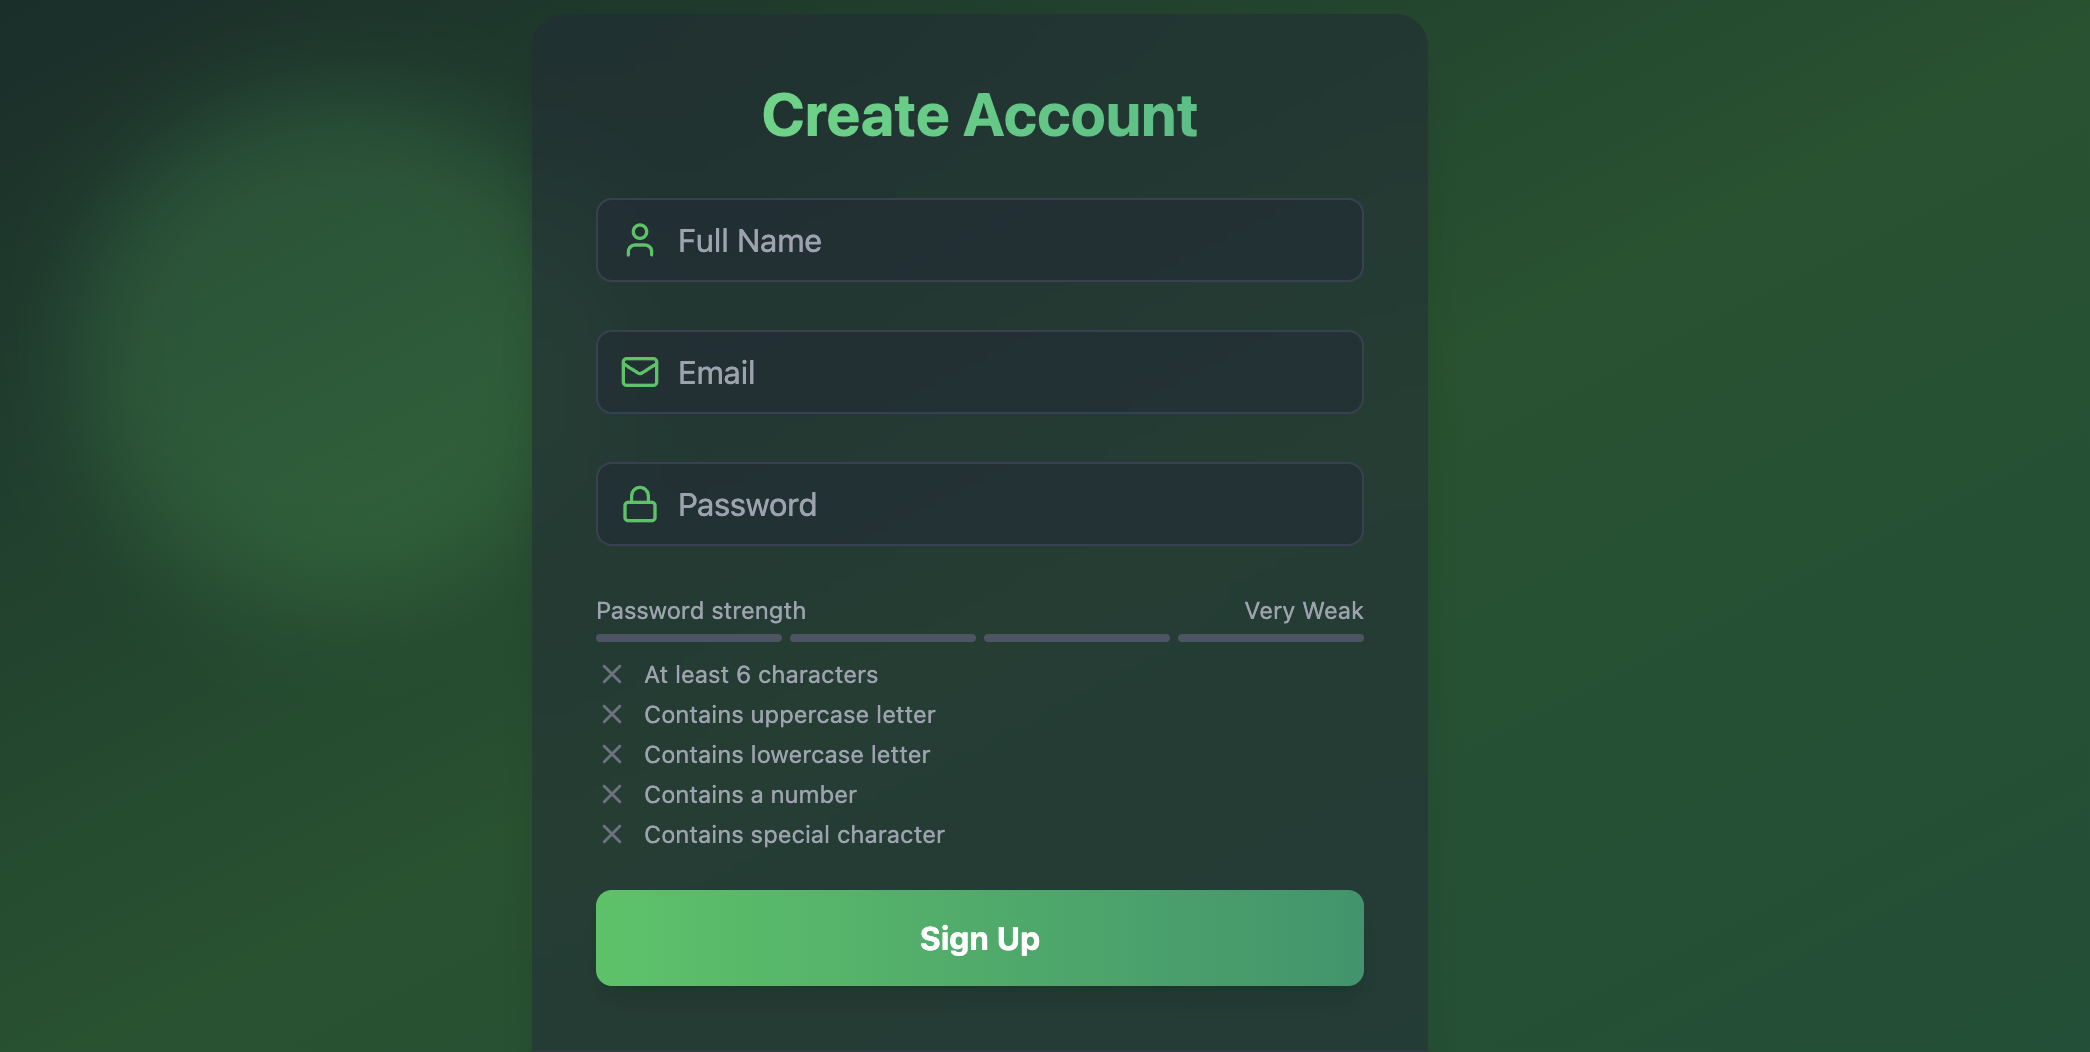 Create Account
Full Name
Email
Password
Password strength Very Weak
At least 6 characters
Contains uppercase letter
Contains lowercase letter
Contains a number
Contains special character
Sign Up